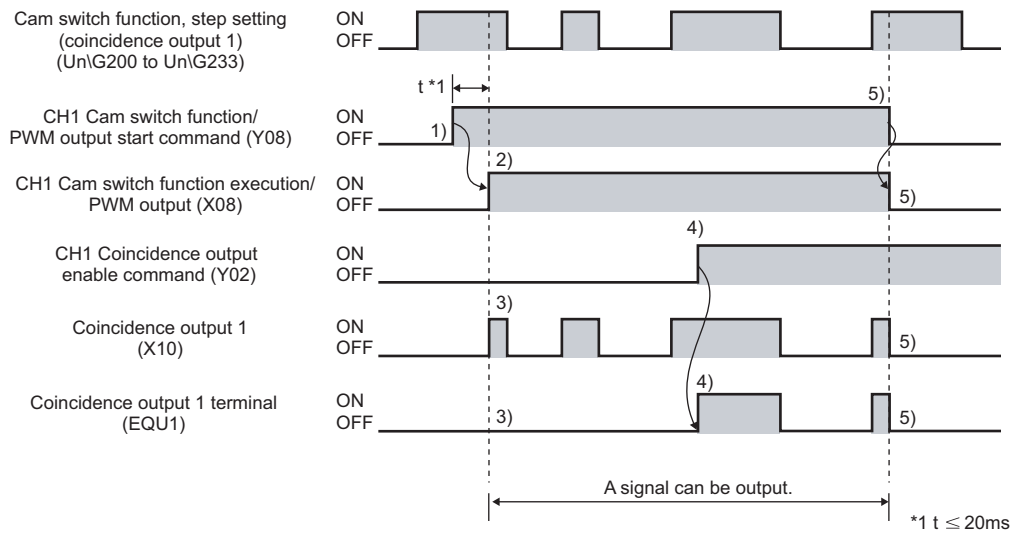 Cam switch function, step setting
(coincidence output 1)
(Un\G200 to Un\G233)
ON
OFF
t *1
CH1 Cam switch function/
PWM output start command (Y08)
ON
OFF
1)
5)
CH1 Cam switch function execution/
PWM output (X08)
ON
OFF
2)
5)
CH1 Coincidence output
enable command (Y02)
ON
OFF
4)
Coincidence output 1
(X10)
ON
OFF
3)
5)
Coincidence output 1 terminal
(EQU1)
ON
OFF
3)
4)
5)
A signal can be output.
*1 t ≤ 20ms